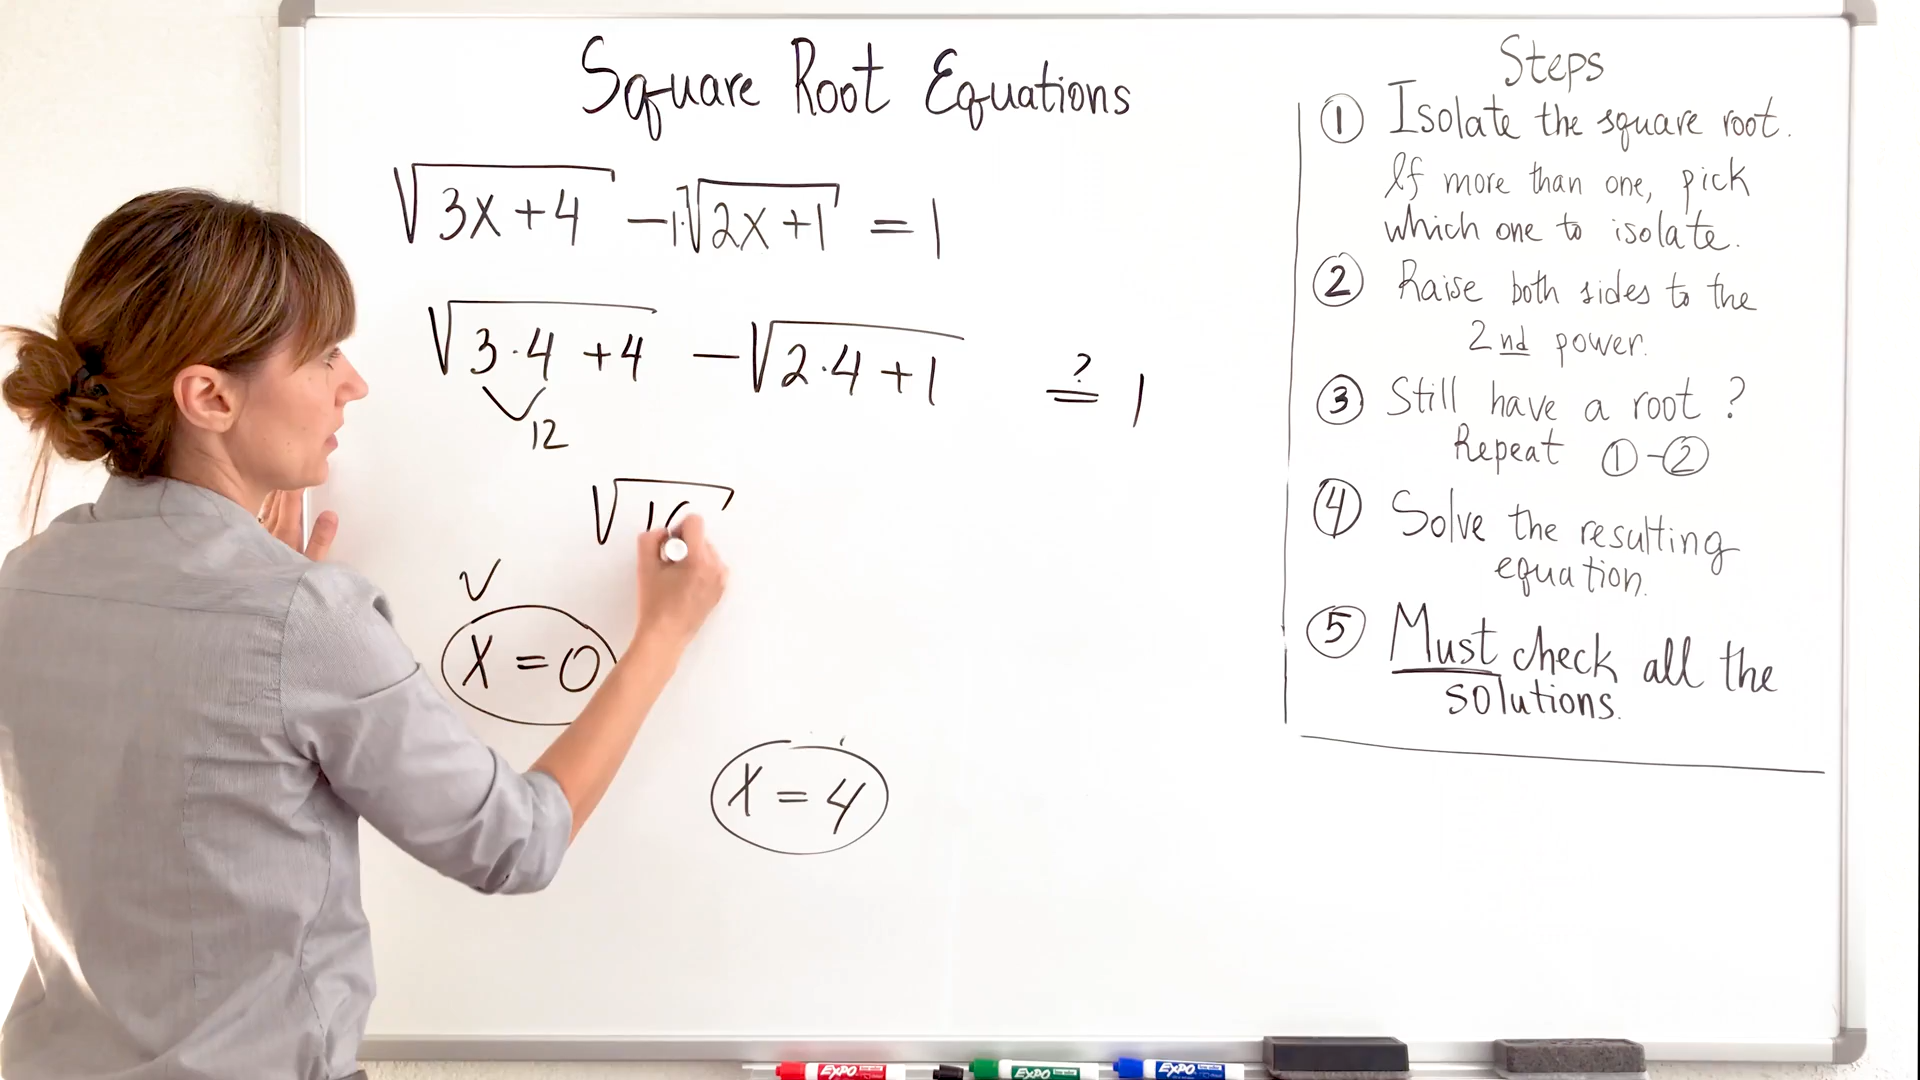 Square Root Equations
√3x+4 −1·√2x+1 = 1
√3·4 +4 − √2·4+1 ?= 1
12
√16
✓
x = 0
x = 4
Steps
① Isolate the square root.
If more than one, pick
which one to isolate.
② Raise both sides to the
2nd power.
③ Still have a root?
Repeat ①-②
④ Solve the resulting
equation.
⑤ Must check all the
solutions.
EXPO
EXPO
EXPO